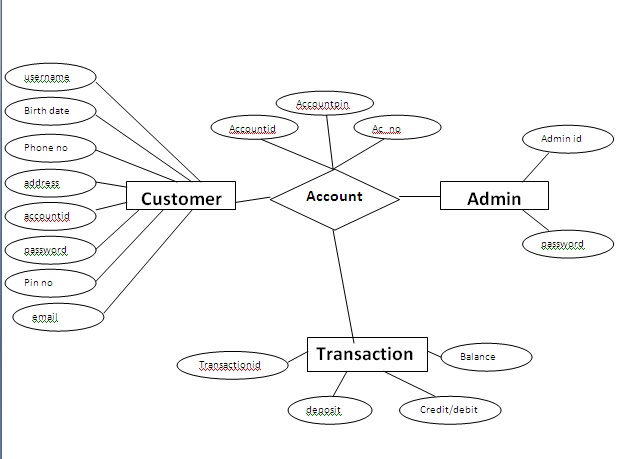 username
Birth date
Phone no
address
accountid
password
Pin no
email
Customer
Accountid
Accountpin
Ac_no
Account
Admin
Admin id
password
Transaction
Transactionid
deposit
Credit/debit
Balance